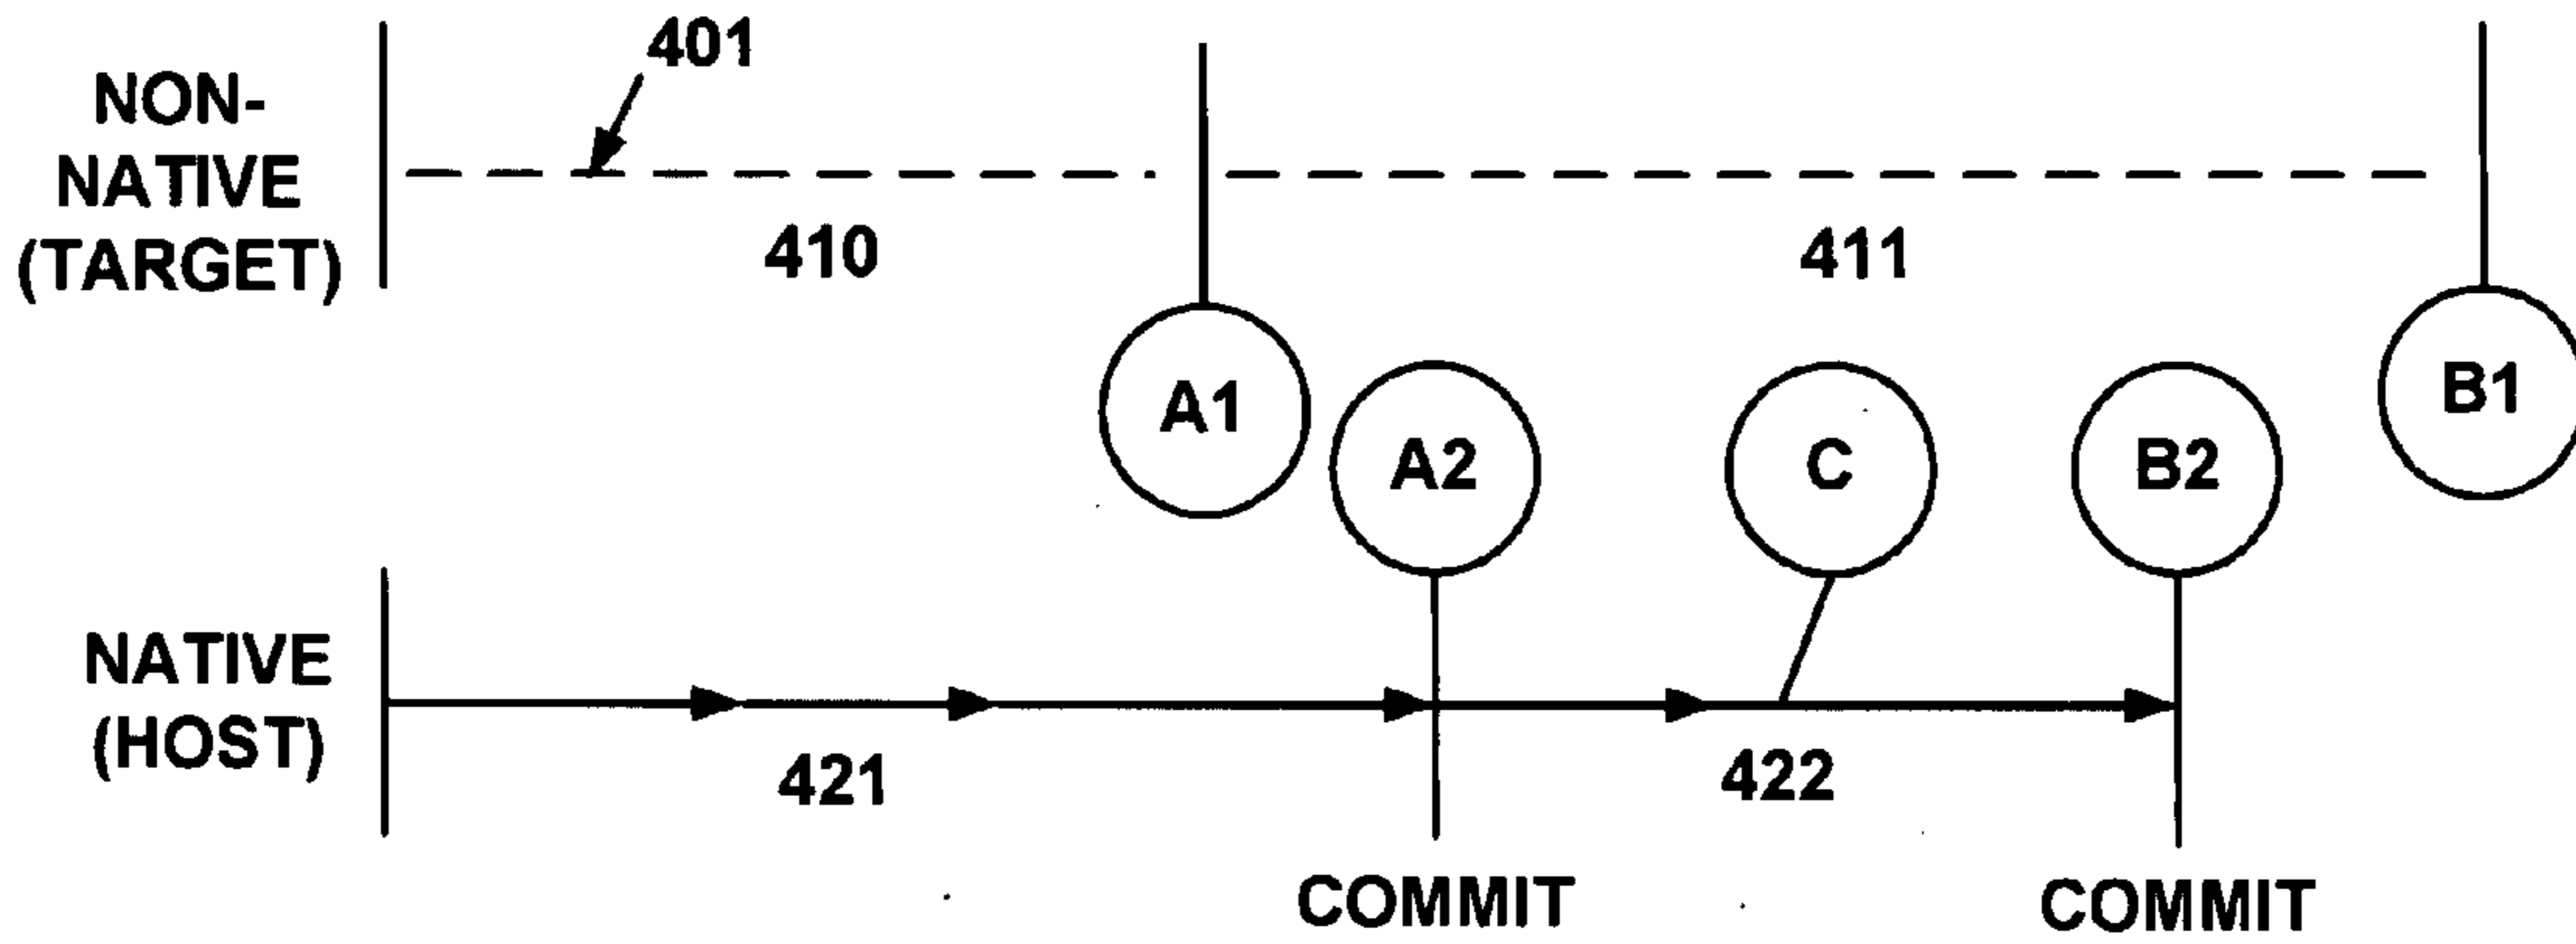 401
NON-
NATIVE
(TARGET)
410
411
A1
A2
C
B2
B1
NATIVE
(HOST)
421
422
COMMIT
COMMIT